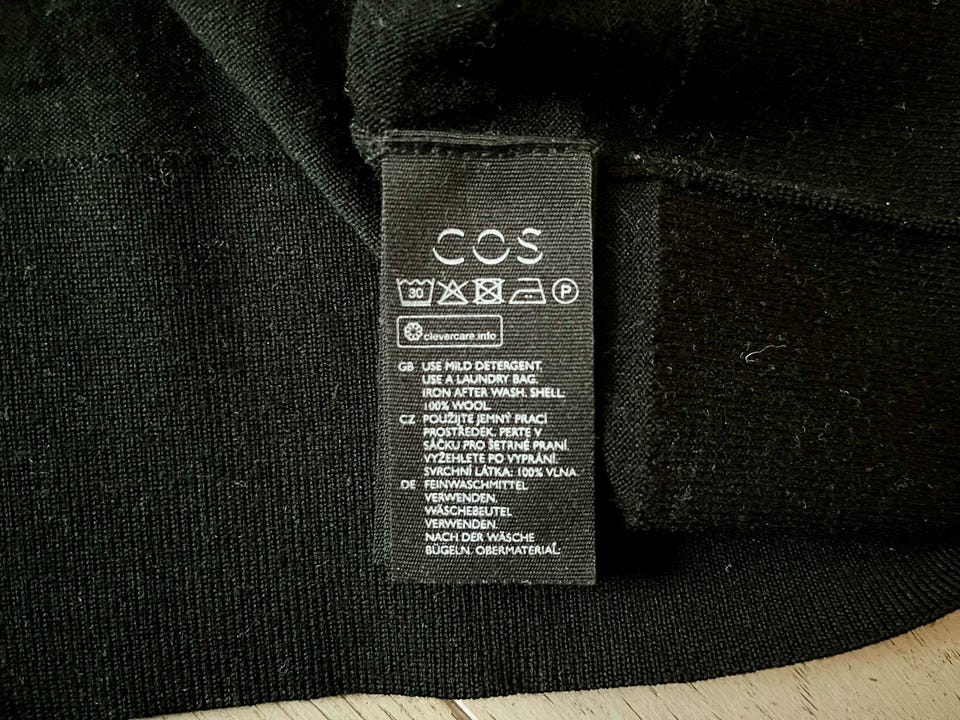 COS
30 P
clevercare.info
GB USE MILD DETERGENT.
USE A LAUNDRY BAG.
IRON AFTER WASH. SHELL:
100% WOOL.
CZ POUŽIJTE JEMNÝ PRACÍ
PROSTŘEDEK. PERTE V
SÁČKU PRO ŠETRNÉ PRANÍ.
VYŽEHLETE PO VYPRÁNÍ.
SVRCHNÍ LÁTKA: 100% VLNA
DE FEINWASCHMITTEL
VERWENDEN.
WÄSCHEBEUTEL
VERWENDEN.
NACH DER WÄSCHE
BÜGELN. OBERMATERIAL: